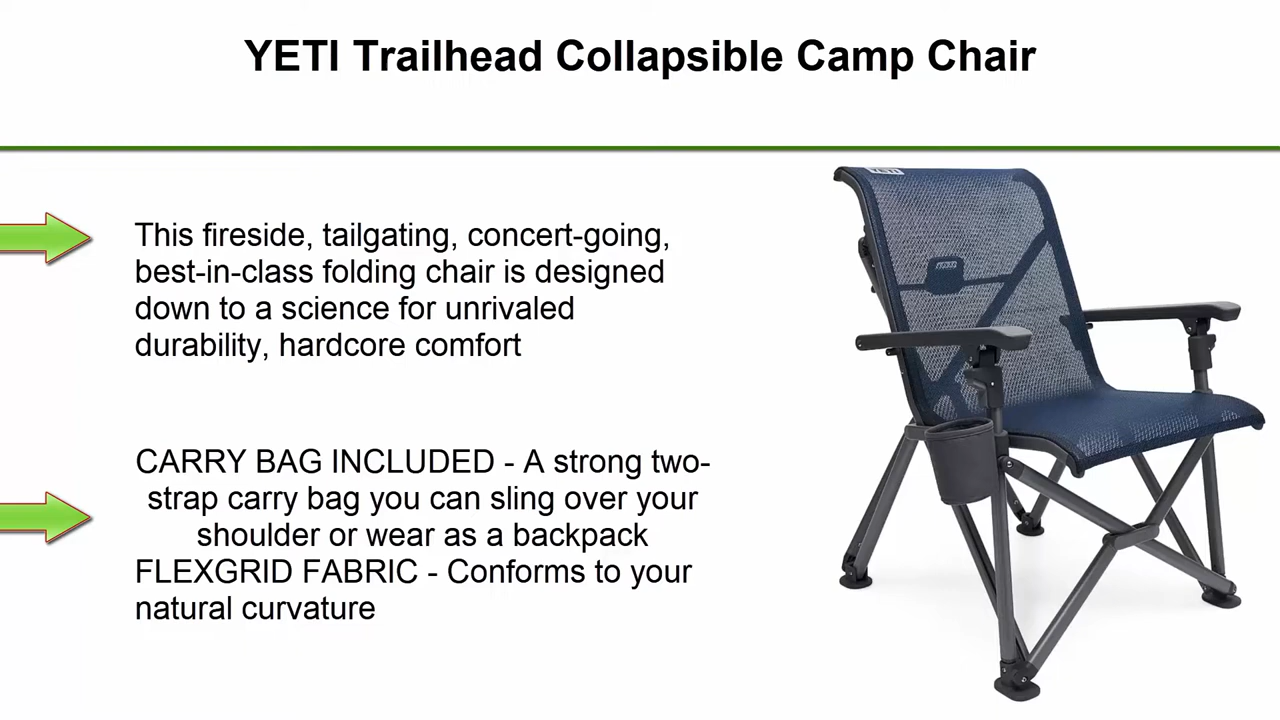 YETI Trailhead Collapsible Camp Chair
This fireside, tailgating, concert-going,
best-in-class folding chair is designed
down to a science for unrivaled
durability, hardcore comfort
CARRY BAG INCLUDED - A strong two-
strap carry bag you can sling over your
shoulder or wear as a backpack
FLEXGRID FABRIC - Conforms to your
natural curvature
YETI